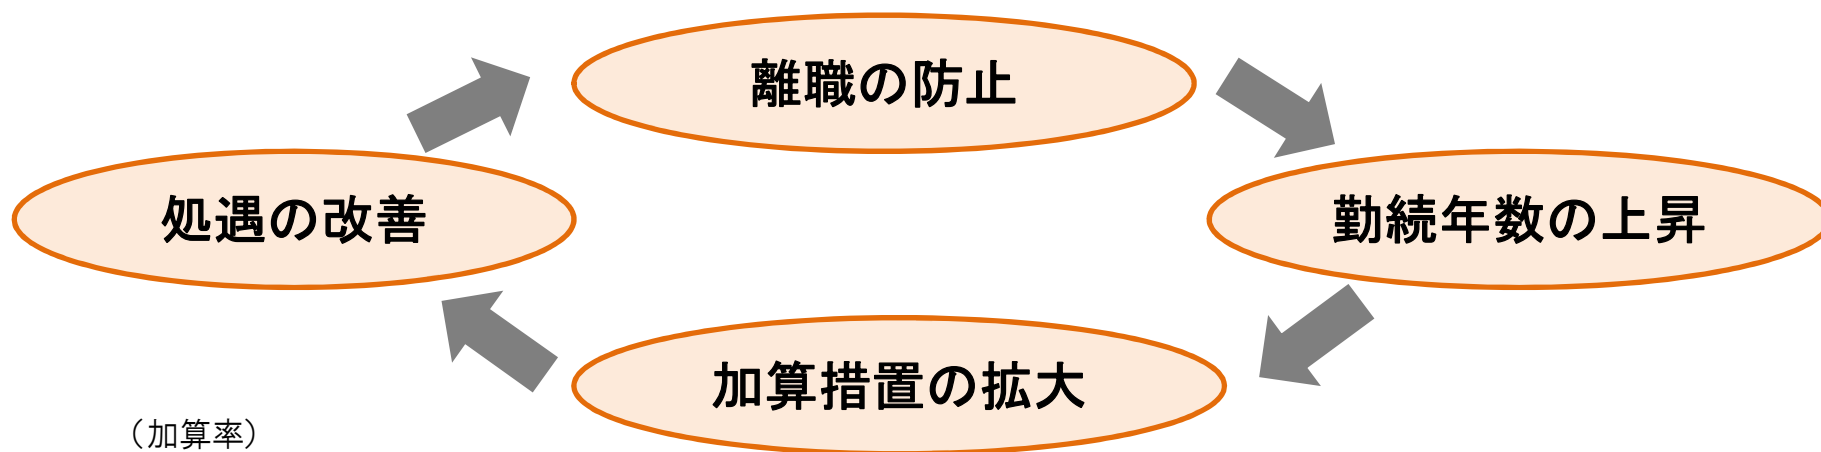 離職の防止
処遇の改善
勤続年数の上昇
加算措置の拡大
（加算率）